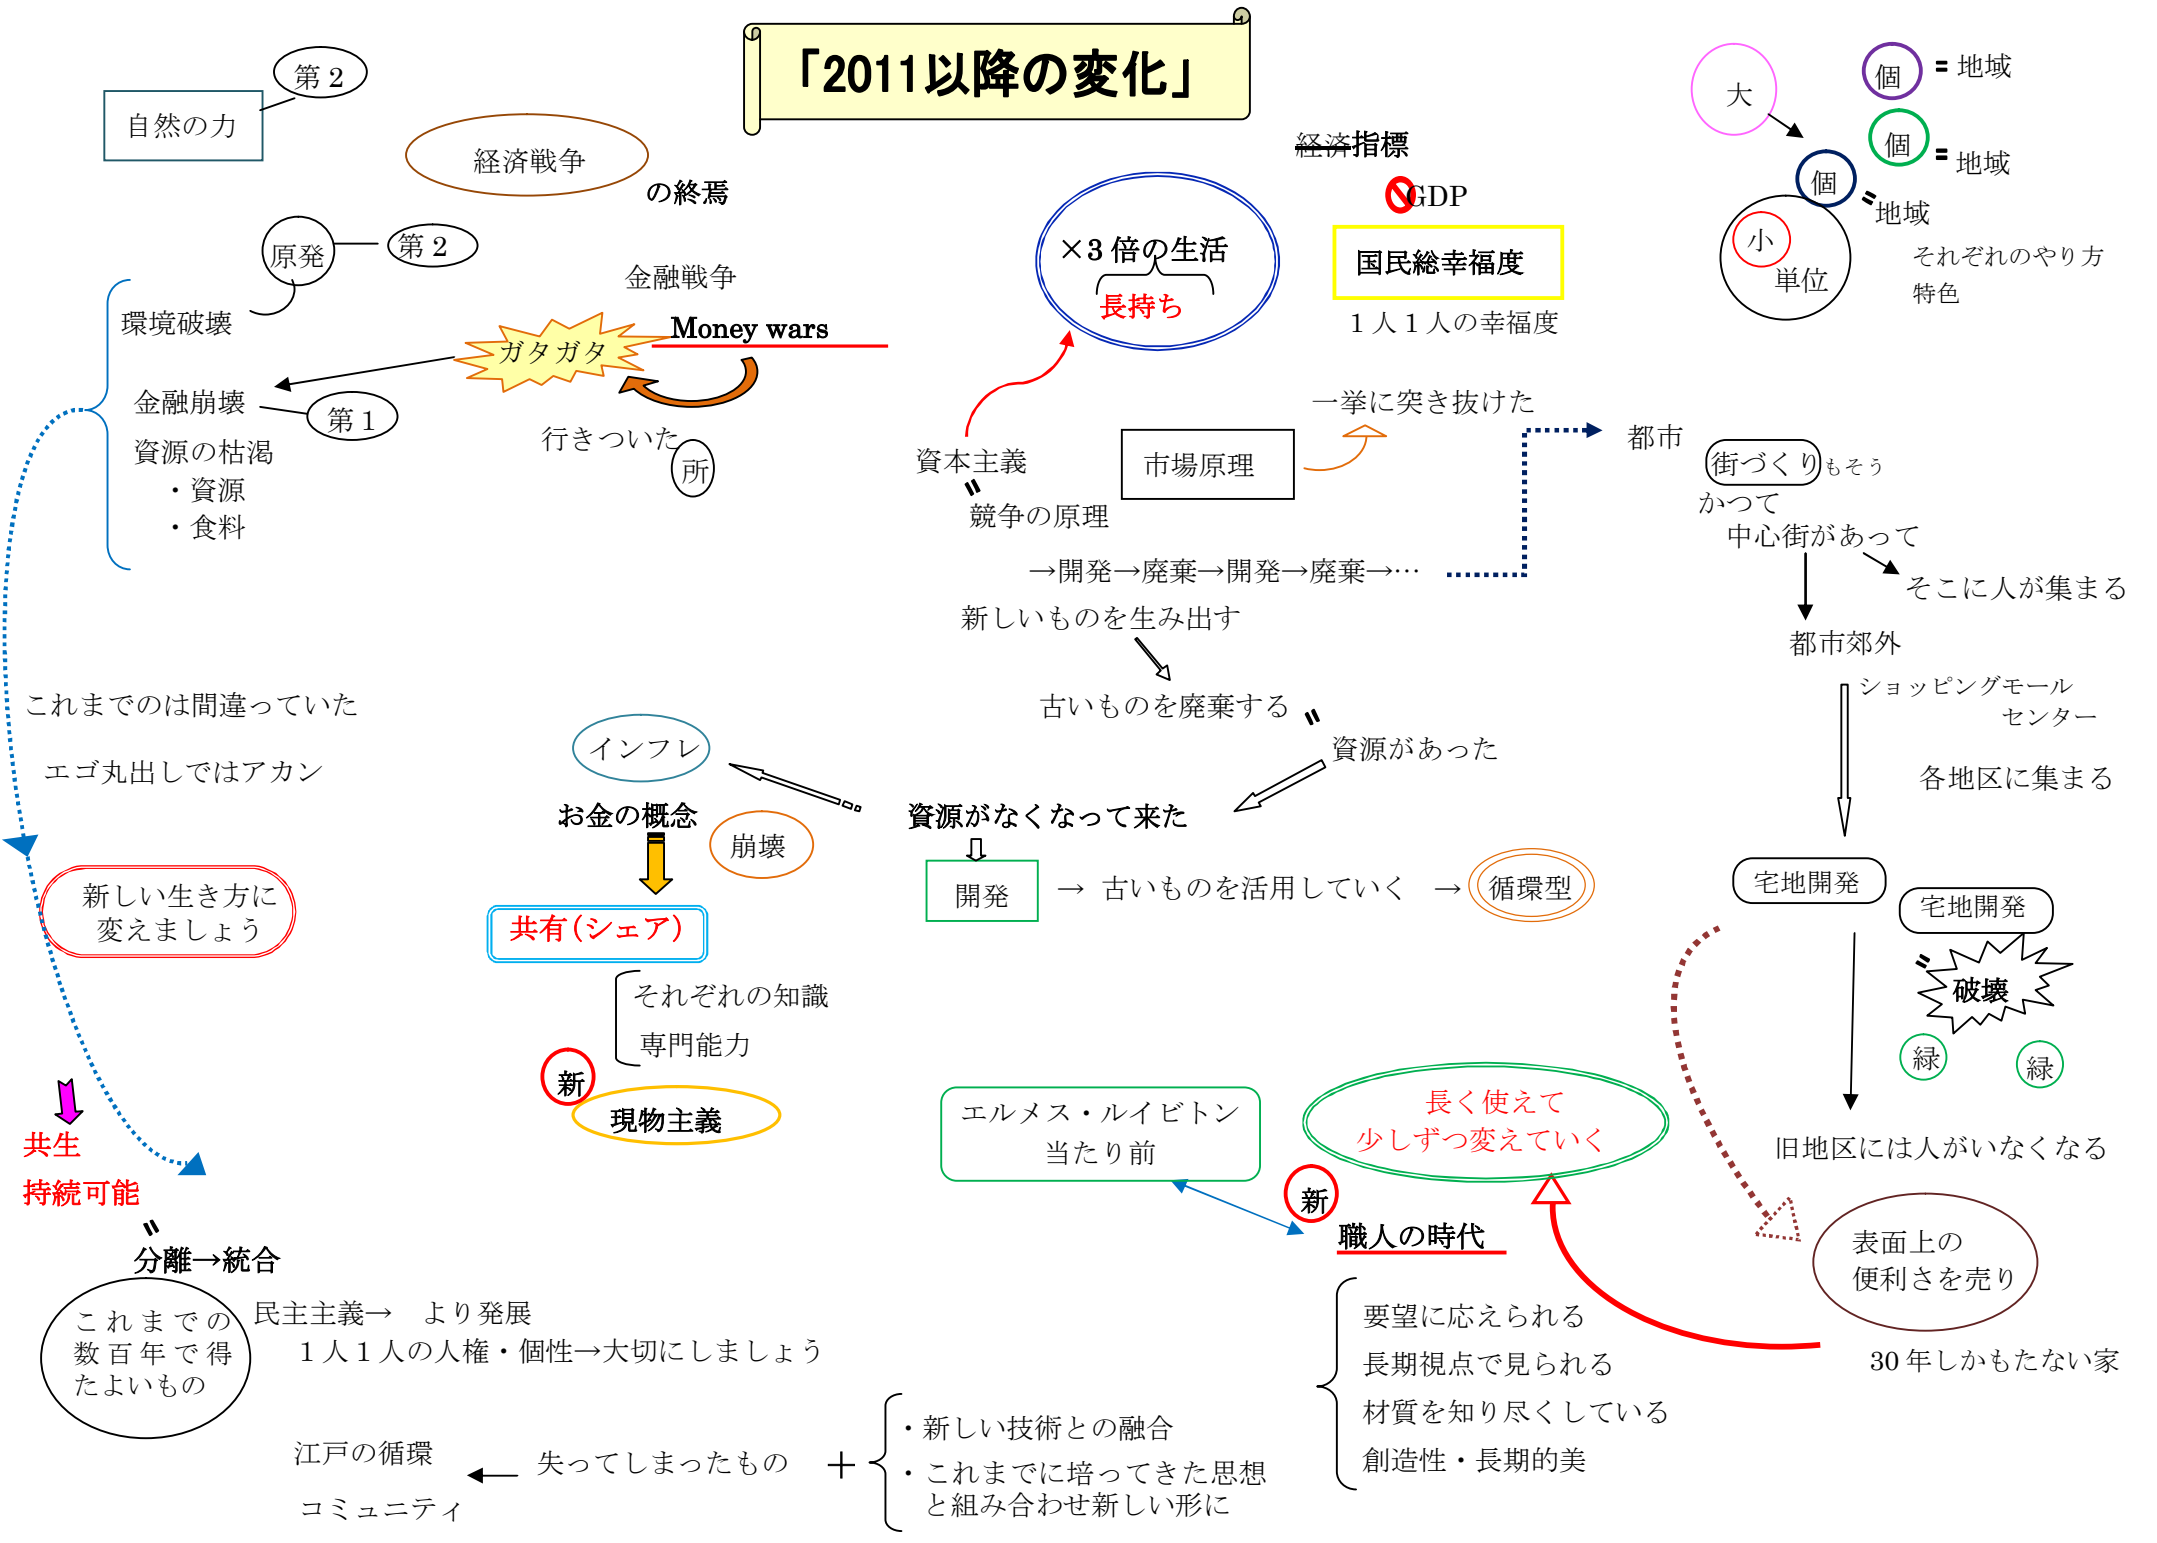 「2011以降の変化」
自然の力
第2
経済戦争
の終焉
原発
第2
環境破壊
金融戦争
Money wars
ガタガタ
金融崩壊
第1
資源の枯渇
・資源
・食料
行きついた
所
×3倍の生活
長持ち
経済指標
GDP
国民総幸福度
1人1人の幸福度
大
個
=地域
個
=地域
個
=地域
小
単位
それぞれのやり方
特色
資本主義
=
競争の原理
市場原理
一挙に突き抜けた
→開発→廃棄→開発→廃棄→…
新しいものを生み出す
古いものを廃棄する
=
資源があった
資源がなくなって来た
開発
→ 古いものを活用していく →
循環型
都市
街づくりもそう
かつて
中心街があって
そこに人が集まる
都市郊外
ショッピングモール
センター
各地区に集まる
宅地開発
宅地開発
=
破壊
緑
緑
旧地区には人がいなくなる
表面上の
便利さを売り
30年しかもたない家
これまでのは間違っていた
エゴ丸出しではアカン
新しい生き方に
変えましょう
インフレ
お金の概念
崩壊
共有(シェア)
それぞれの知識
専門能力
新
現物主義
共生
持続可能
=
分離→統合
これまでの
数百年で得
たよいもの
民主主義→ より発展
1人1人の人権・個性→大切にしましょう
江戸の循環
コミュニティ
失ってしまったもの
+
・新しい技術との融合
・これまでに培ってきた思想
と組み合わせ新しい形に
エルメス・ルイビトン
当たり前
長く使えて
少しずつ変えていく
新
職人の時代
要望に応えられる
長期視点で見られる
材質を知り尽くしている
創造性・長期的美